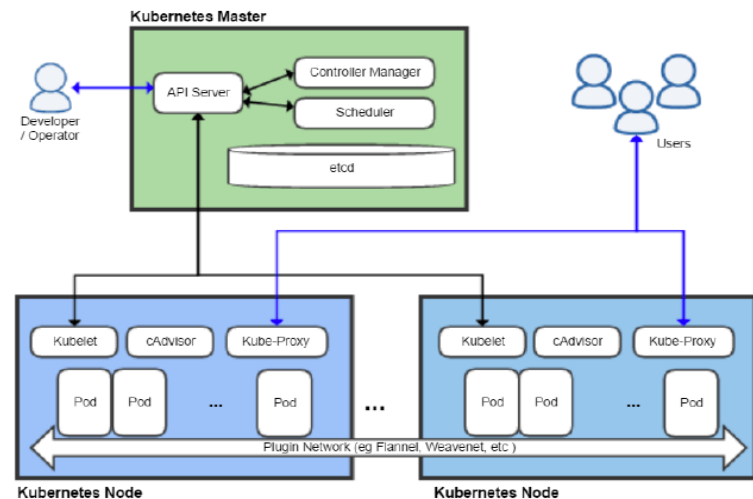 Kubernetes Master
API Server
Controller Manager
Scheduler
etcd
Developer
/ Operator
Users
Kubelet
cAdvisor
Kube-Proxy
Pod
Pod
...
Pod
...
Kubelet
cAdvisor
Kube-Proxy
Pod
Pod
...
Pod
Plugin Network (eg Flannel, Weavenet, etc )
Kubernetes Node
Kubernetes Node